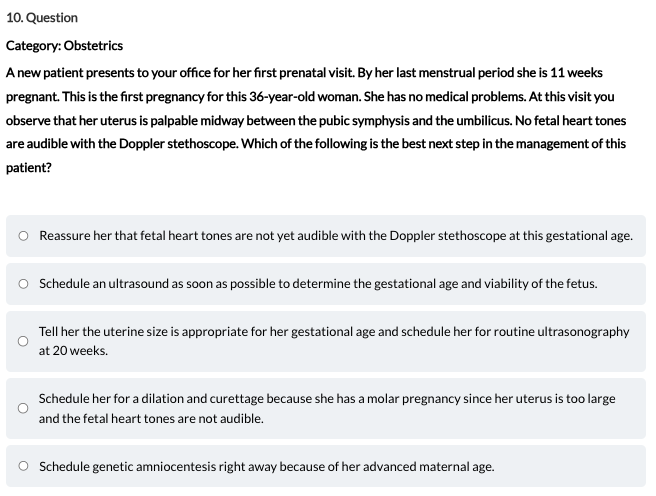 10. Question
Category: Obstetrics
A new patient presents to your office for her first prenatal visit. By her last menstrual period she is 11 weeks
pregnant. This is the first pregnancy for this 36-year-old woman. She has no medical problems. At this visit you
observe that her uterus is palpable midway between the pubic symphysis and the umbilicus. No fetal heart tones
are audible with the Doppler stethoscope. Which of the following is the best next step in the management of this
patient?
Reassure her that fetal heart tones are not yet audible with the Doppler stethoscope at this gestational age.
Schedule an ultrasound as soon as possible to determine the gestational age and viability of the fetus.
Tell her the uterine size is appropriate for her gestational age and schedule her for routine ultrasonography
at 20 weeks.
Schedule her for a dilation and curettage because she has a molar pregnancy since her uterus is too large
and the fetal heart tones are not audible.
Schedule genetic amniocentesis right away because of her advanced maternal age.